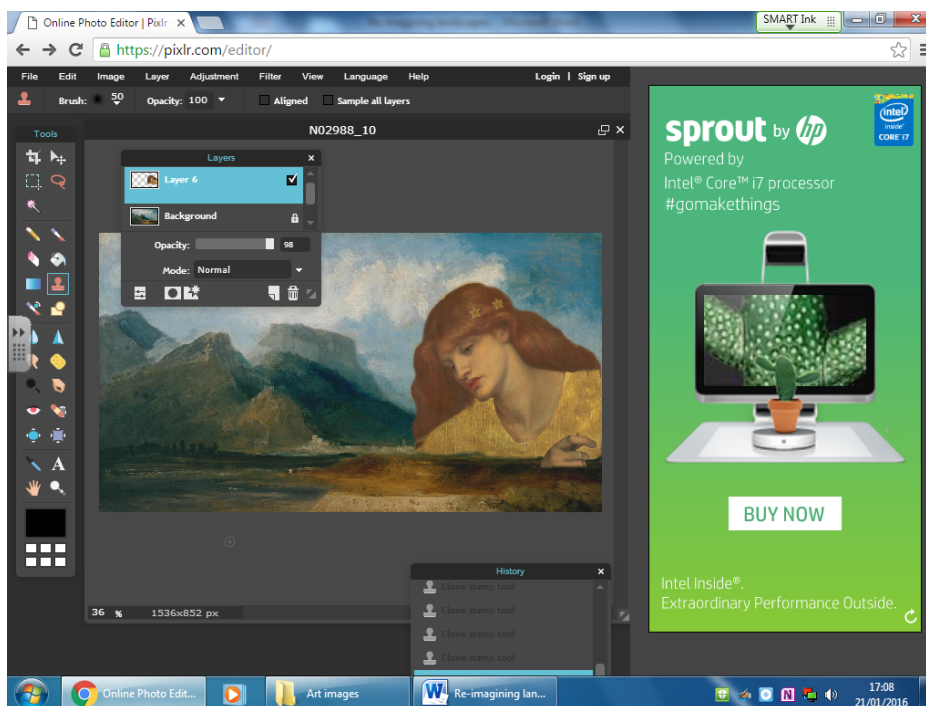 Online Photo Editor | Pixlr
SMART Ink
https://pixlr.com/editor/
File Edit Image Layer Adjustment Filter View Language Help Login | Sign up
Brush: 50 Opacity: 100 Aligned Sample all layers
Tools
N02988_10
Layers
Layer 6
Background
Opacity: 98
Mode: Normal
A
History
Clone stamp tool
Clone stamp tool
Clone stamp tool
Clone stamp tool
36 % 1536x852 px
sprout by hp
intel inside
CORE i7
Powered by
Intel® Core™ i7 processor
#gomakethings
BUY NOW
Intel Inside®.
Extraordinary Performance Outside.
Online Photo Edit...
Art images
W Re-imagining lan...
N
17:08
21/01/2016